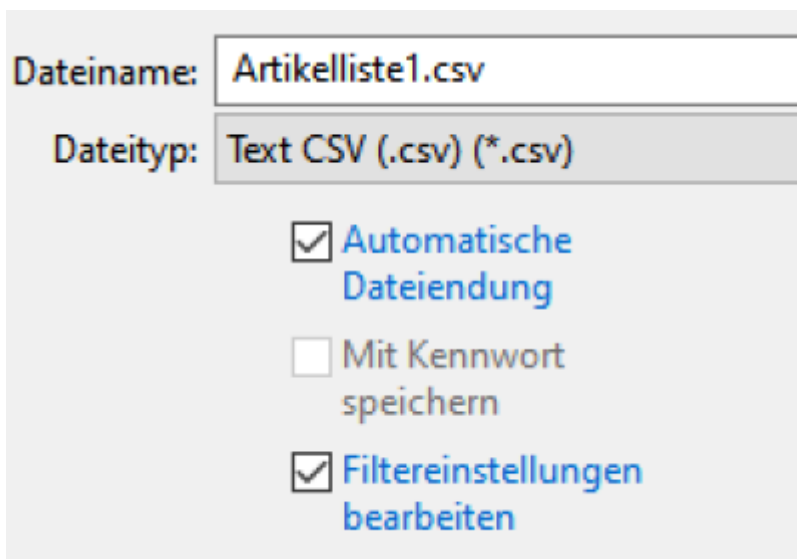 Dateiname: Artikelliste1.csv
Dateityp: Text CSV (.csv) (*.csv)
Automatische
Dateiendung
Mit Kennwort
speichern
Filtereinstellungen
bearbeiten